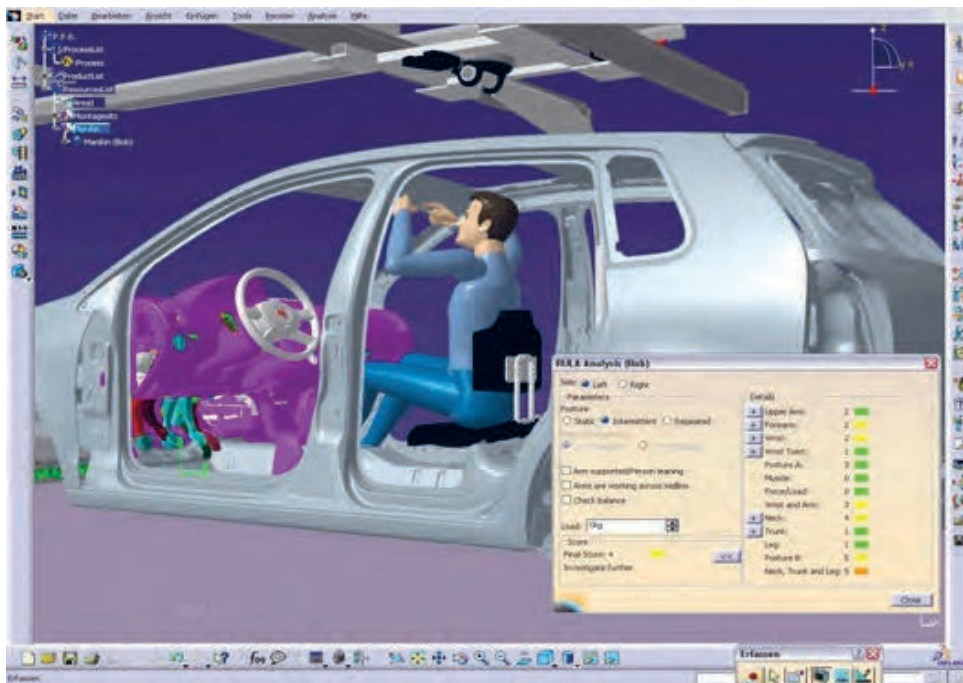 Start Datei Bearbeiten Ansicht Einfügen Tools Fenster Analyse Hilfe
P.P.R.
ProcessList
Process
ProductList
ResourcesList
Area1
Manikin (Bob)
RULA Analysis (Bob)
Side: Left Right
Parameters
Posture
Static Intermittent Repeated
Arm supported/Person leaning
Arms are working across midline
Check balance
Load: 0kg
Score
Final Score: 4
Investigate further
<<
Details
+ Upper Arm: 2
+ Forearm: 2
+ Wrist: 2
+ Wrist Twist: 1
Posture A: 3
Muscle: 0
Force/Load: 0
Wrist and Arm: 3
+ Neck: 4
+ Trunk: 1
Leg: 1
Posture B: 5
Neck, Trunk and Leg: 5
Close
Erfassen
Erfassen